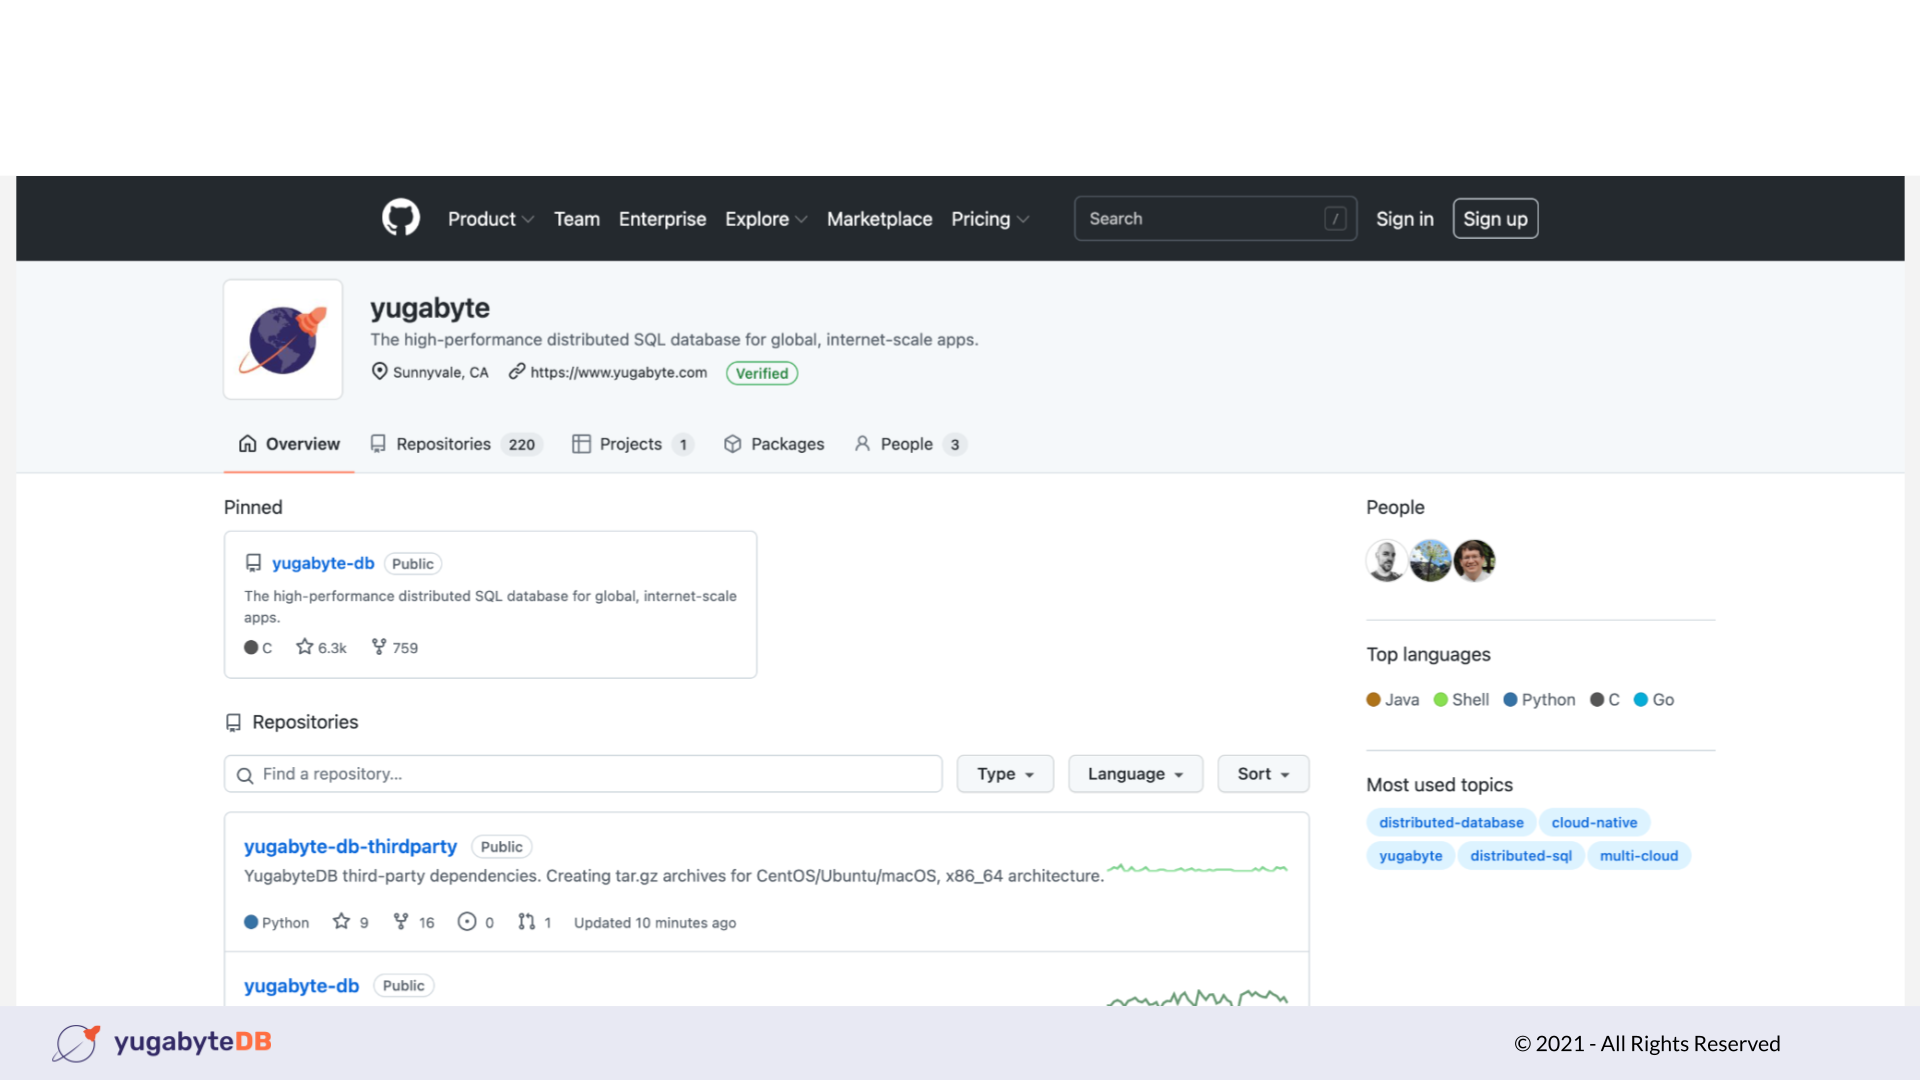 Product Team Enterprise Explore Marketplace Pricing Search / Sign in Sign up
yugabyte
The high-performance distributed SQL database for global, internet-scale apps.
Sunnyvale, CA https://www.yugabyte.com Verified
Overview Repositories 220 Projects 1 Packages People 3
Pinned
yugabyte-db Public
The high-performance distributed SQL database for global, internet-scale
apps.
C 6.3k 759
Repositories
Find a repository... Type Language Sort
yugabyte-db-thirdparty Public
YugabyteDB third-party dependencies. Creating tar.gz archives for CentOS/Ubuntu/macOS, x86_64 architecture.
Python 9 16 0 1 Updated 10 minutes ago
yugabyte-db Public
People
Top languages
Java Shell Python C Go
Most used topics
distributed-database cloud-native
yugabyte distributed-sql multi-cloud
yugabyteDB
© 2021 - All Rights Reserved